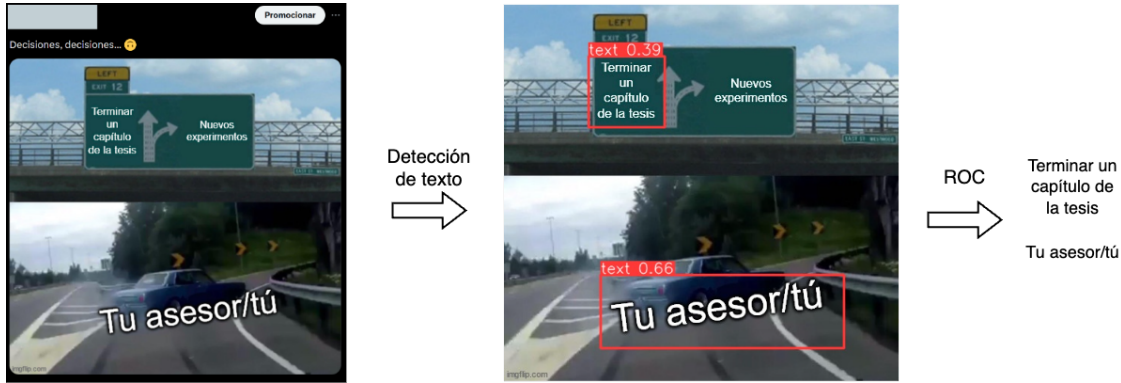 Promocionar
Decisiones, decisiones...
LEFT
EXIT 12
Terminar
un
capítulo
de la tesis
Nuevos
experimentos
Tu asesor/tú
imgflip.com
Detección
de texto
LEFT
EXIT 12
text 0.39
Terminar
un
capítulo
de la tesis
Nuevos
experimentos
text 0.66
Tu asesor/tú
imgflip.com
ROC
Terminar un
capítulo de
la tesis
Tu asesor/tú